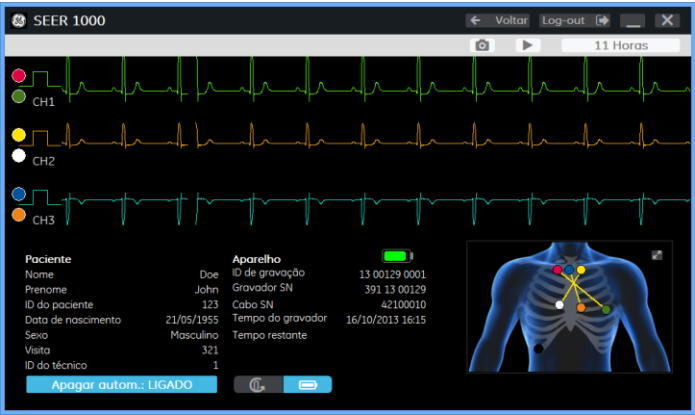 SEER 1000
Voltar Log-out
11 Horas
CH1
CH2
CH3
Paciente
Nome Doe
Prenome John
ID do paciente 123
Data de nascimento 21/05/1955
Sexo Masculino
Visita 321
ID do técnico 1
Apagar autom.: LIGADO
Aparelho
ID de gravação 13 00129 0001
Gravador SN 391 13 00129
Cabo SN 42100010
Tempo do gravador 16/10/2013 16:15
Tempo restante